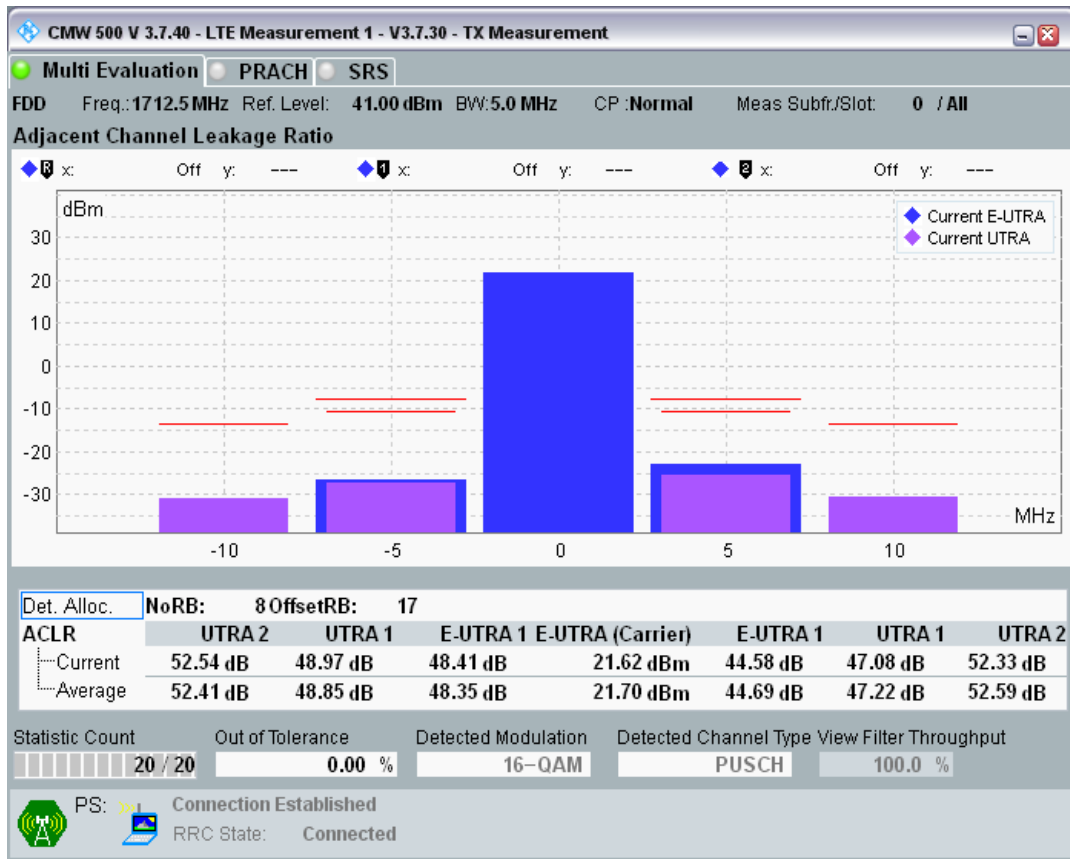 CMW 500 V 3.7.40 - LTE Measurement 1 - V3.7.30 - TX Measurement
Multi Evaluation PRACH SRS
FDD Freq.: 1712.5 MHz Ref. Level: 41.00 dBm BW: 5.0 MHz CP : Normal Meas Subfr./Slot: 0 / All
Adjacent Channel Leakage Ratio
R x: Off y: --- 1 x: Off y: --- 2 x: Off y: ---
dBm
Current E-UTRA
Current UTRA
30
20
10
0
-10
-20
-30
MHz
-10 -5 0 5 10
Det. Alloc. NoRB: 8 OffsetRB: 17
ACLR UTRA 2 UTRA 1 E-UTRA 1 E-UTRA (Carrier) E-UTRA 1 UTRA 1 UTRA 2
Current 52.54 dB 48.97 dB 48.41 dB 21.62 dBm 44.58 dB 47.08 dB 52.33 dB
Average 52.41 dB 48.85 dB 48.35 dB 21.70 dBm 44.69 dB 47.22 dB 52.59 dB
Statistic Count Out of Tolerance Detected Modulation Detected Channel Type View Filter Throughput
20 / 20 0.00 % 16-QAM PUSCH 100.0 %
PS: Connection Established
RRC State: Connected